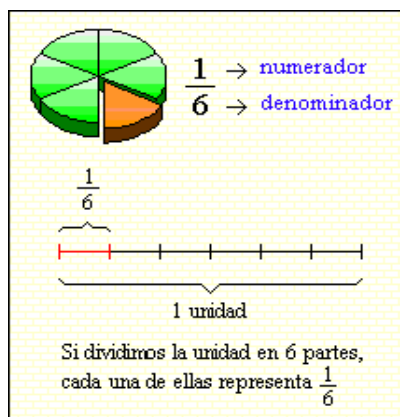 1/6 → numerador
→ denominador
1/6
1 unidad
Si dividimos la unidad en 6 partes,
cada una de ellas representa 1/6